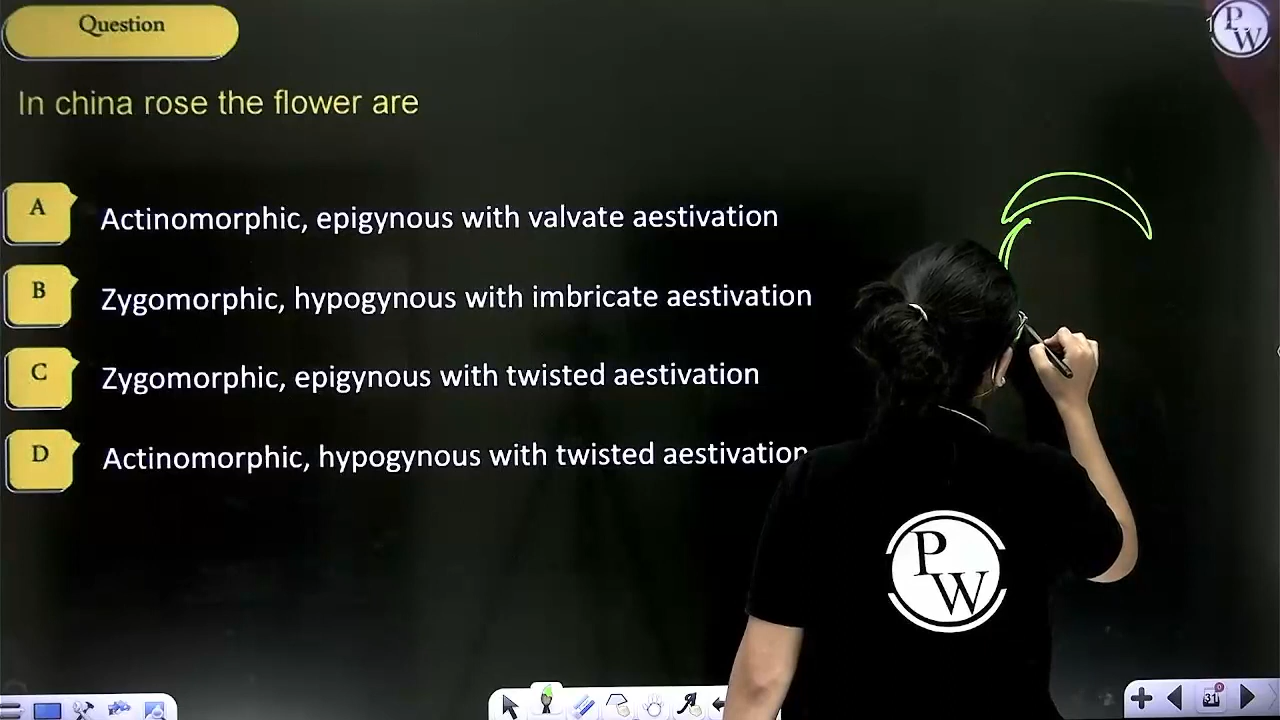 Question
In china rose the flower are
A
Actinomorphic, epigynous with valvate aestivation
B
Zygomorphic, hypogynous with imbricate aestivation
C
Zygomorphic, epigynous with twisted aestivation
D
Actinomorphic, hypogynous with twisted aestivation
PW
PW
31